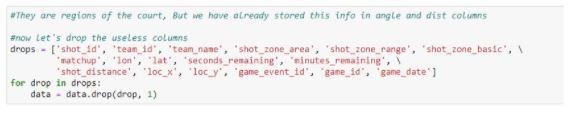 #They are regions of the court, But we have already stored this info in angle and dist columns
#now let's drop the useless columns
drops = ['shot_id', 'team_id', 'team_name', 'shot_zone_area', 'shot_zone_range', 'shot_zone_basic', \
'matchup', 'lon', 'lat', 'seconds_remaining', 'minutes_remaining', \
'shot_distance', 'loc_x', 'loc_y', 'game_event_id', 'game_id', 'game_date']
for drop in drops:
data = data.drop(drop, 1)